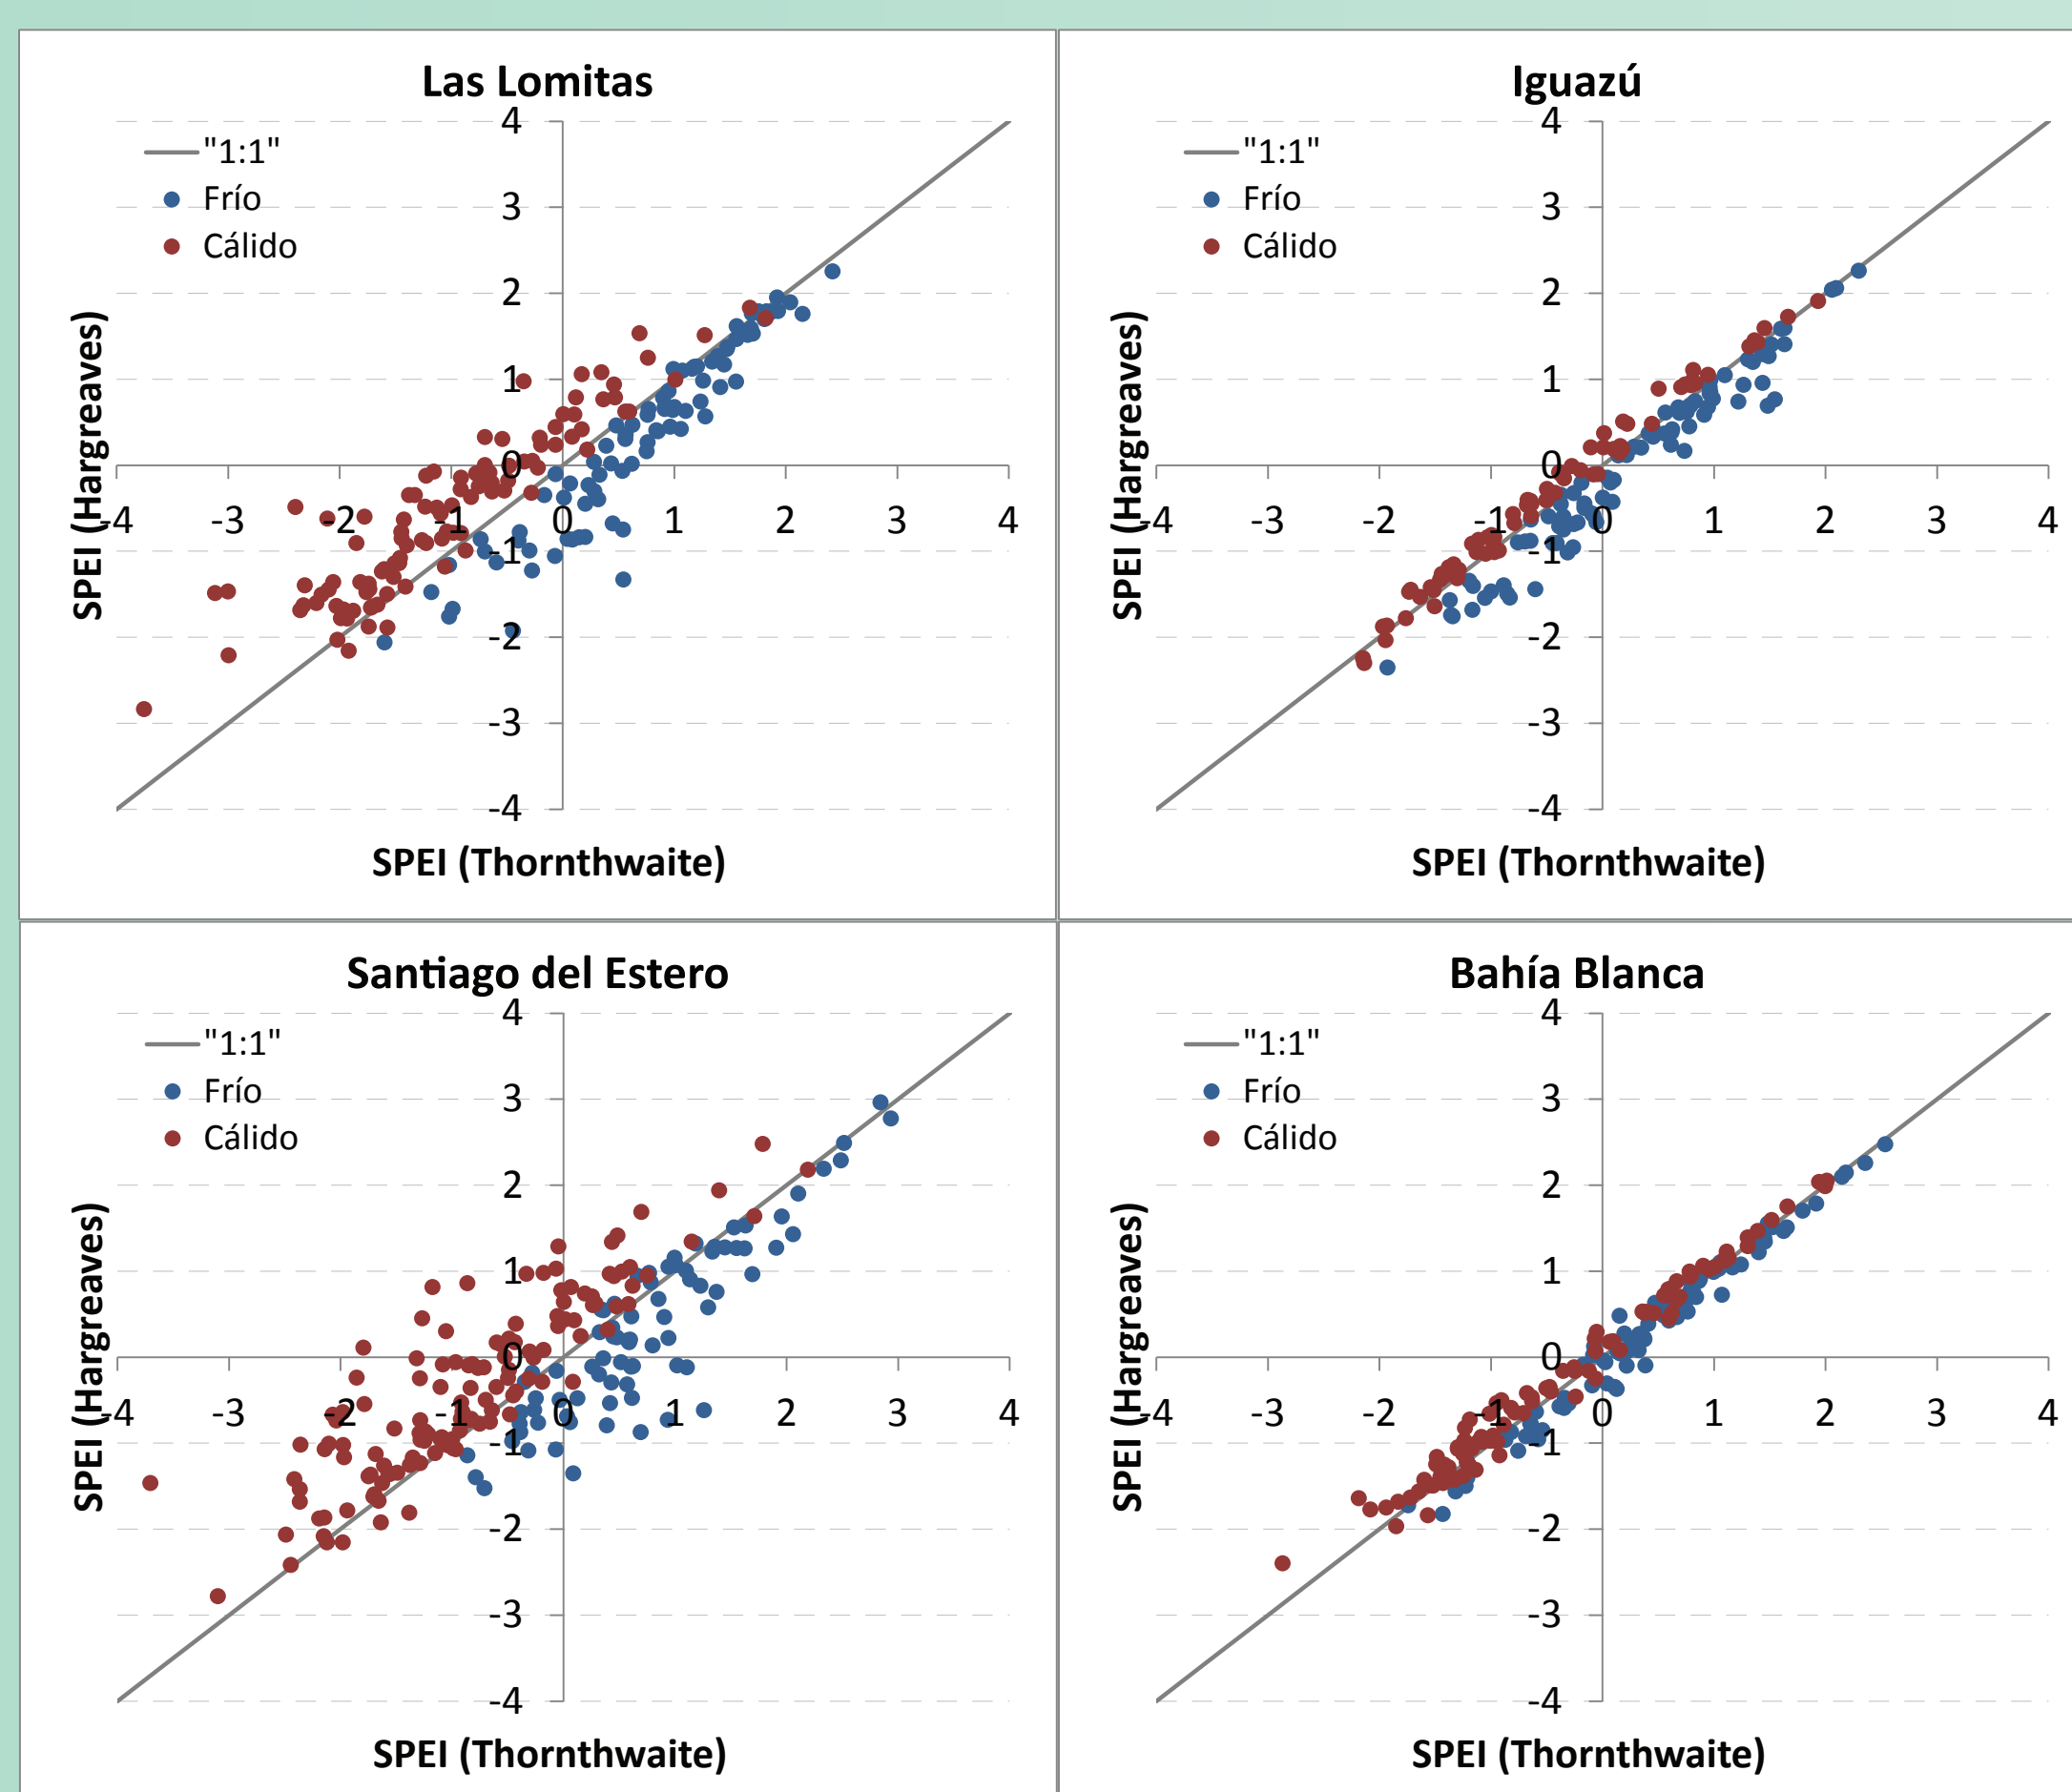 Las Lomitas
"1:1"
Frío
Cálido
4
3
2
1
0
-1
-2
-3
-4
-4 -3 -2 -1 0 1 2 3 4
SPEI (Hargreaves)
SPEI (Thornthwaite)
Iguazú
"1:1"
Frío
Cálido
4
3
2
1
0
-1
-2
-3
-4
-4 -3 -2 -1 0 1 2 3 4
SPEI (Hargreaves)
SPEI (Thornthwaite)
Santiago del Estero
"1:1"
Frío
Cálido
4
3
2
1
0
-1
-2
-3
-4
-4 -3 -2 -1 0 1 2 3 4
SPEI (Hargreaves)
SPEI (Thornthwaite)
Bahía Blanca
"1:1"
Frío
Cálido
4
3
2
1
0
-1
-2
-3
-4
-4 -3 -2 -1 0 1 2 3 4
SPEI (Hargreaves)
SPEI (Thornthwaite)